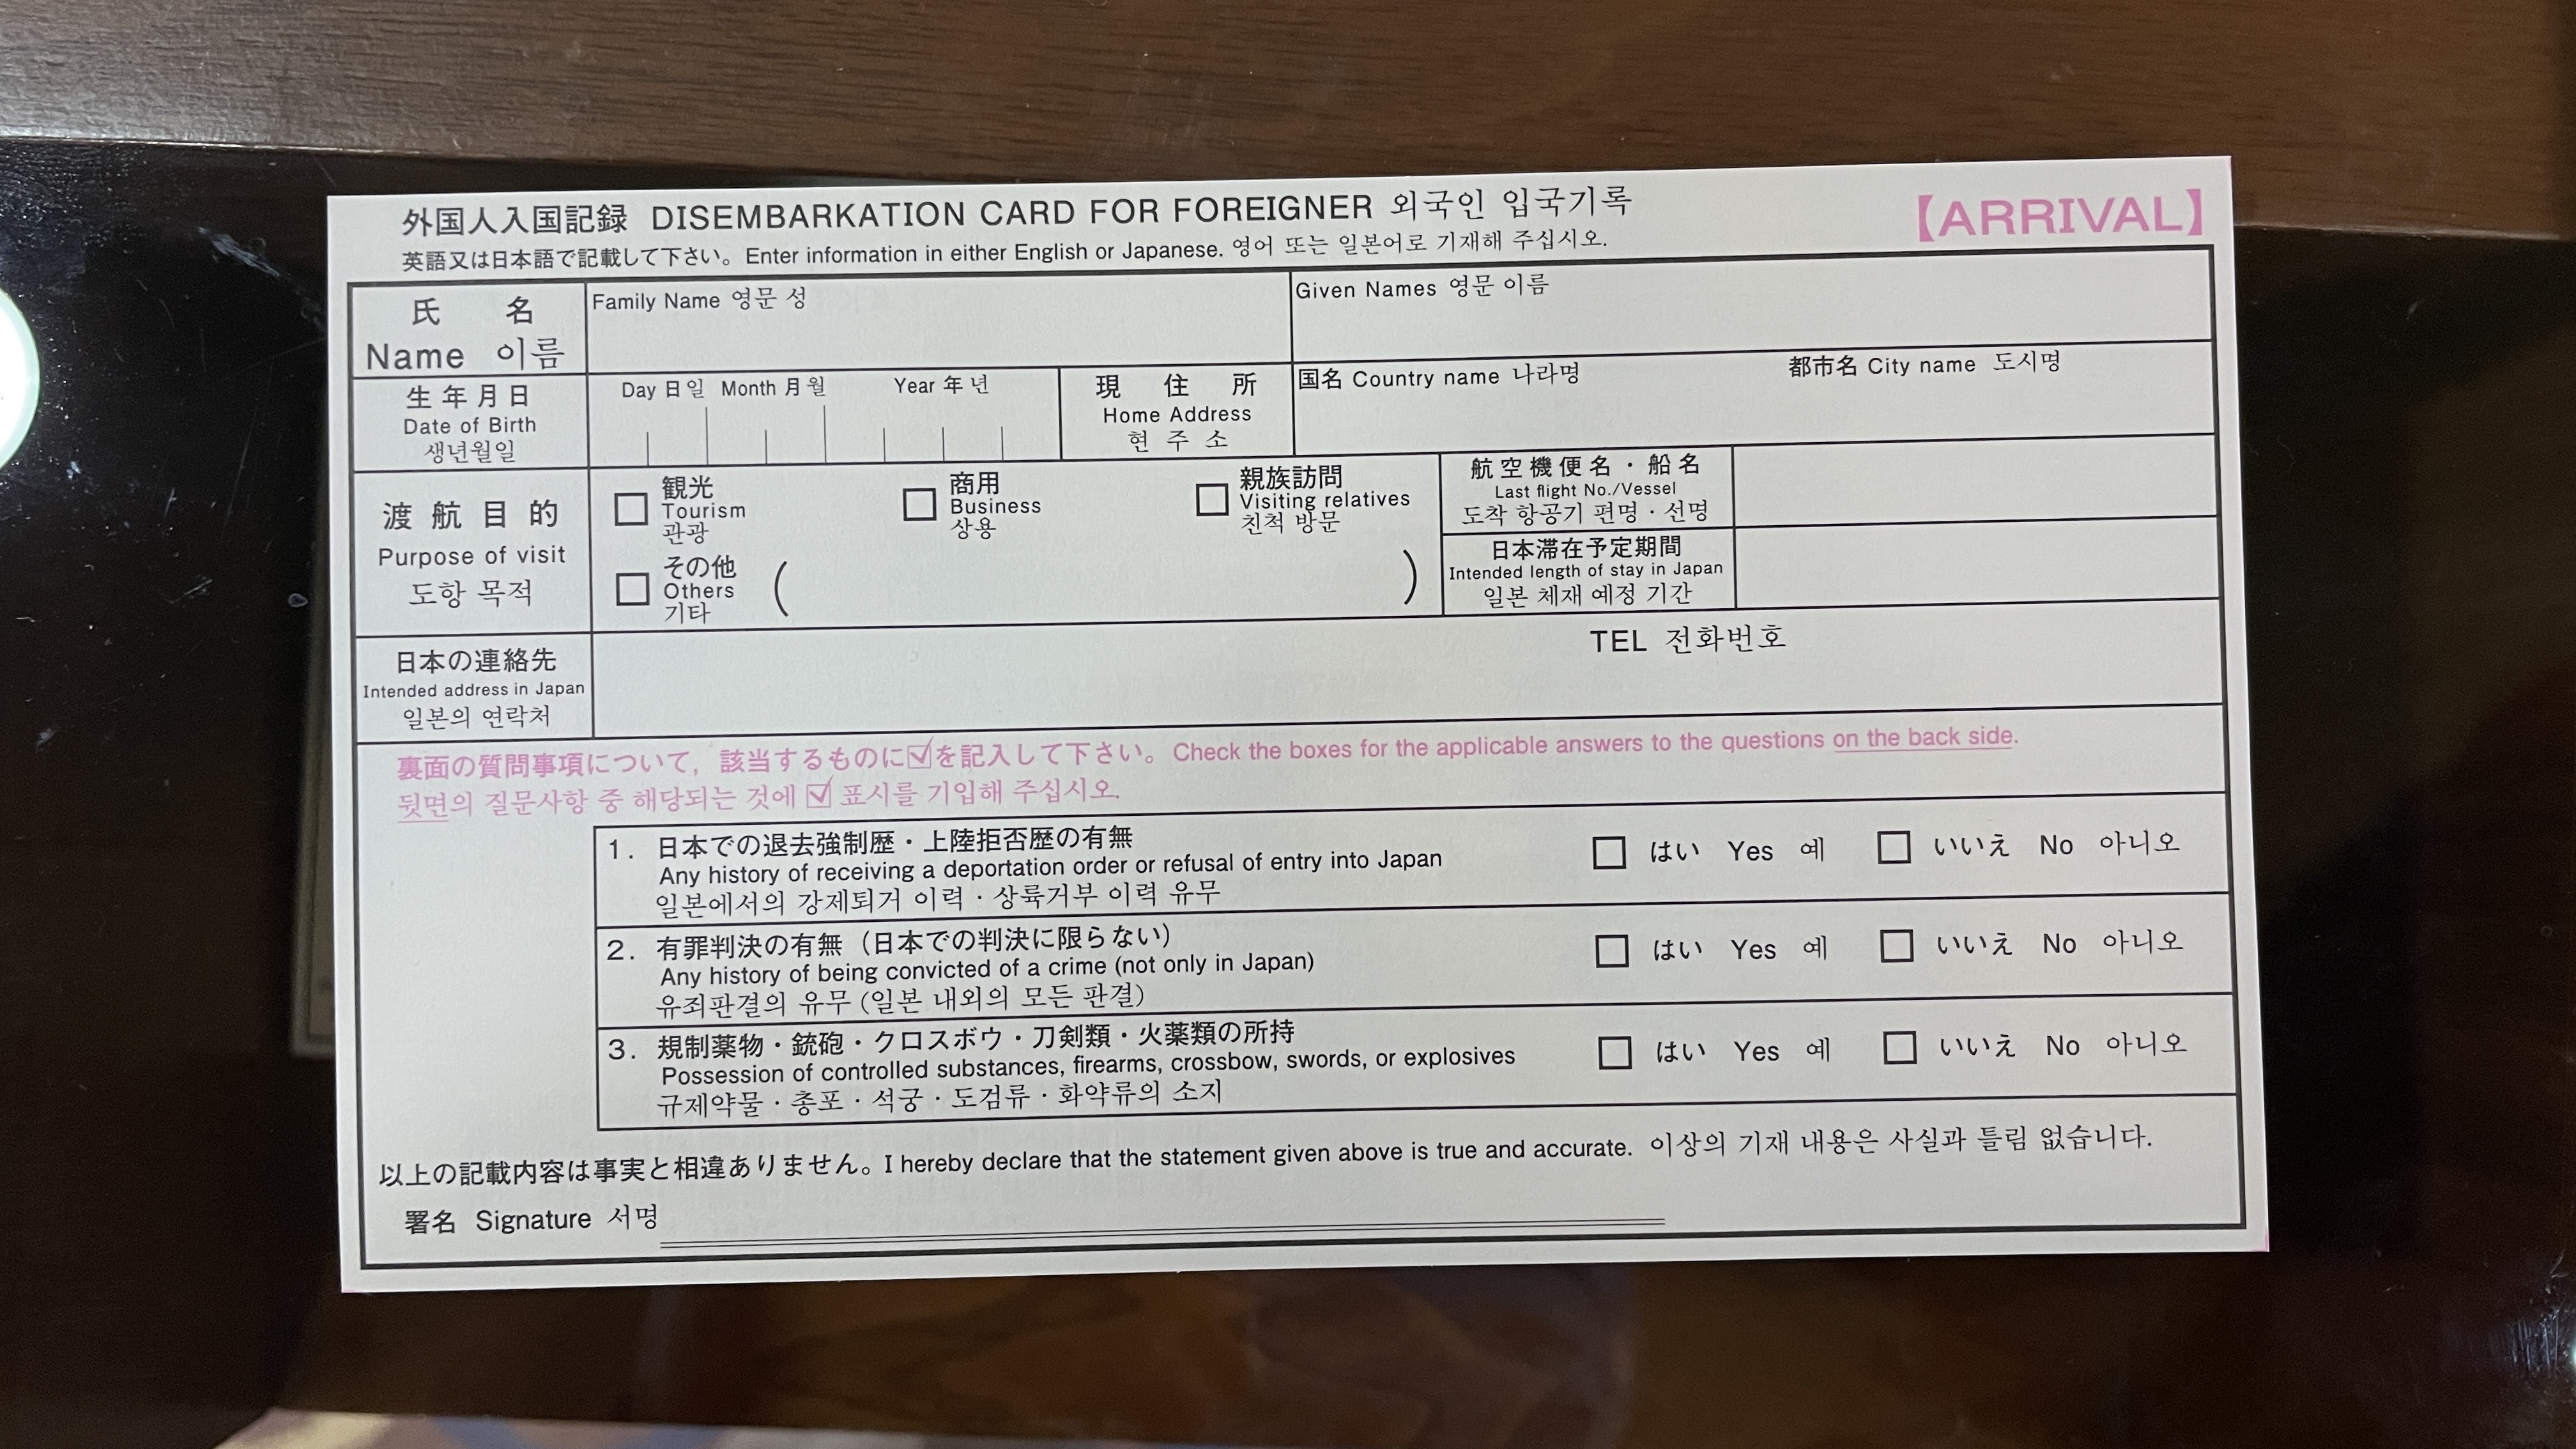 外国人入国記録 DISEMBARKATION CARD FOR FOREIGNER 외국인 입국기록
【ARRIVAL】
英語又は日本語で記載して下さい。Enter information in either English or Japanese. 영어 또는 일본어로 기재해 주십시오.
氏 名
Name 이름
Family Name 영문 성
Given Names 영문 이름
生年月日
Date of Birth
생년월일
Day 日 일 Month 月 월 Year 年 년
現 住 所
Home Address
현 주 소
国名 Country name 나라명
都市名 City name 도시명
渡航目的
Purpose of visit
도항 목적
観光
Tourism
관광
商用
Business
상용
親族訪問
Visiting relatives
친척 방문
その他
Others
기타
( )
航空機便名・船名
Last flight No./Vessel
도착 항공기 편명・선명
日本滞在予定期間
Intended length of stay in Japan
일본 체재 예정 기간
日本の連絡先
Intended address in Japan
일본의 연락처
TEL 전화번호
裏面の質問事項について，該当するものに☑を記入して下さい。Check the boxes for the applicable answers to the questions on the back side.
뒷면의 질문사항 중 해당되는 것에 ☑ 표시를 기입해 주십시오.
1. 日本での退去強制歴・上陸拒否歴の有無
Any history of receiving a deportation order or refusal of entry into Japan
일본에서의 강제퇴거 이력・상륙거부 이력 유무
□ はい Yes 예 □ いいえ No 아니오
2. 有罪判決の有無（日本での判決に限らない）
Any history of being convicted of a crime (not only in Japan)
유죄판결의 유무 (일본 내외의 모든 판결)
□ はい Yes 예 □ いいえ No 아니오
3. 規制薬物・銃砲・クロスボウ・刀剣類・火薬類の所持
Possession of controlled substances, firearms, crossbow, swords, or explosives
규제약물・총포・석궁・도검류・화약류의 소지
□ はい Yes 예 □ いいえ No 아니오
以上の記載内容は事実と相違ありません。I hereby declare that the statement given above is true and accurate. 이상의 기재 내용은 사실과 틀림 없습니다.
署名 Signature 서명